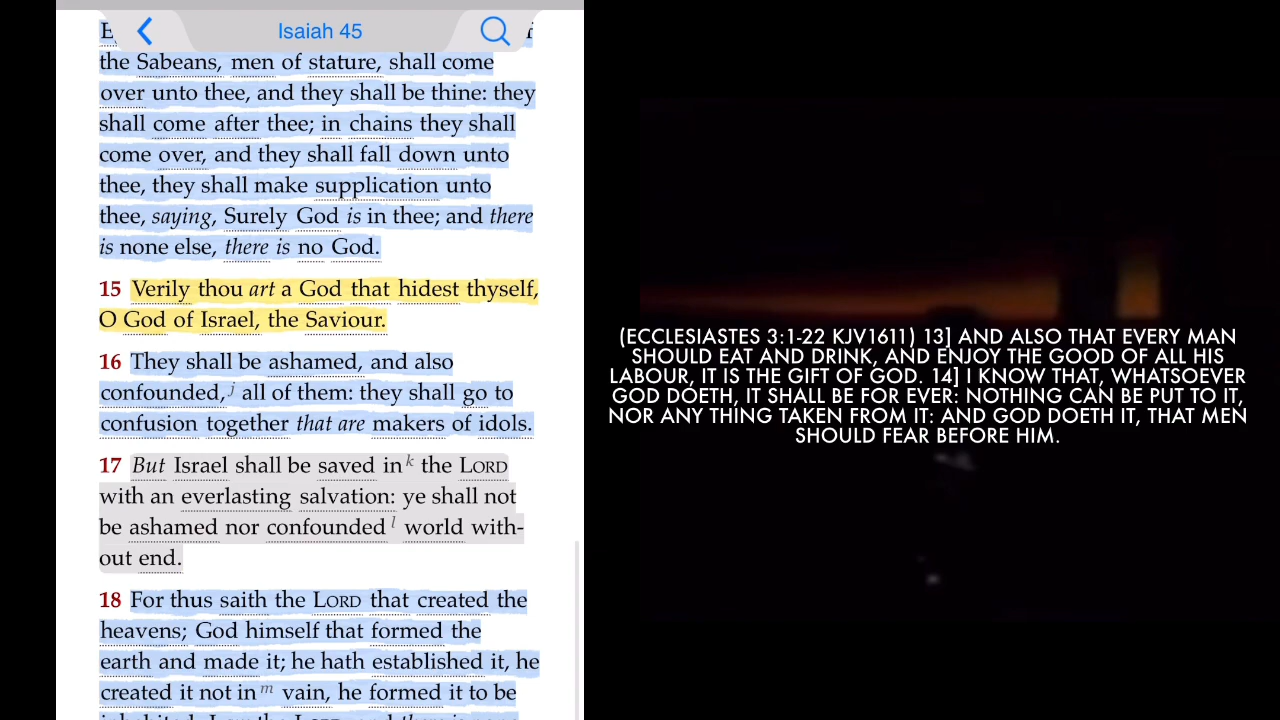 Isaiah 45
the Sabeans, men of stature, shall come
over unto thee, and they shall be thine: they
shall come after thee; in chains they shall
come over, and they shall fall down unto
thee, they shall make supplication unto
thee, saying, Surely God is in thee; and there
is none else, there is no God.
15 Verily thou art a God that hidest thyself,
O God of Israel, the Saviour.
16 They shall be ashamed, and also
confounded, j all of them: they shall go to
confusion together that are makers of idols.
17 But Israel shall be saved in k the LORD
with an everlasting salvation: ye shall not
be ashamed nor confounded l world with-
out end.
18 For thus saith the LORD that created the
heavens; God himself that formed the
earth and made it; he hath established it, he
created it not in m vain, he formed it to be
(ECCLESIASTES 3:1-22 KJV1611) 13] AND ALSO THAT EVERY MAN
SHOULD EAT AND DRINK, AND ENJOY THE GOOD OF ALL HIS
LABOUR, IT IS THE GIFT OF GOD. 14] I KNOW THAT, WHATSOEVER
GOD DOETH, IT SHALL BE FOR EVER: NOTHING CAN BE PUT TO IT,
NOR ANY THING TAKEN FROM IT: AND GOD DOETH IT, THAT MEN
SHOULD FEAR BEFORE HIM.